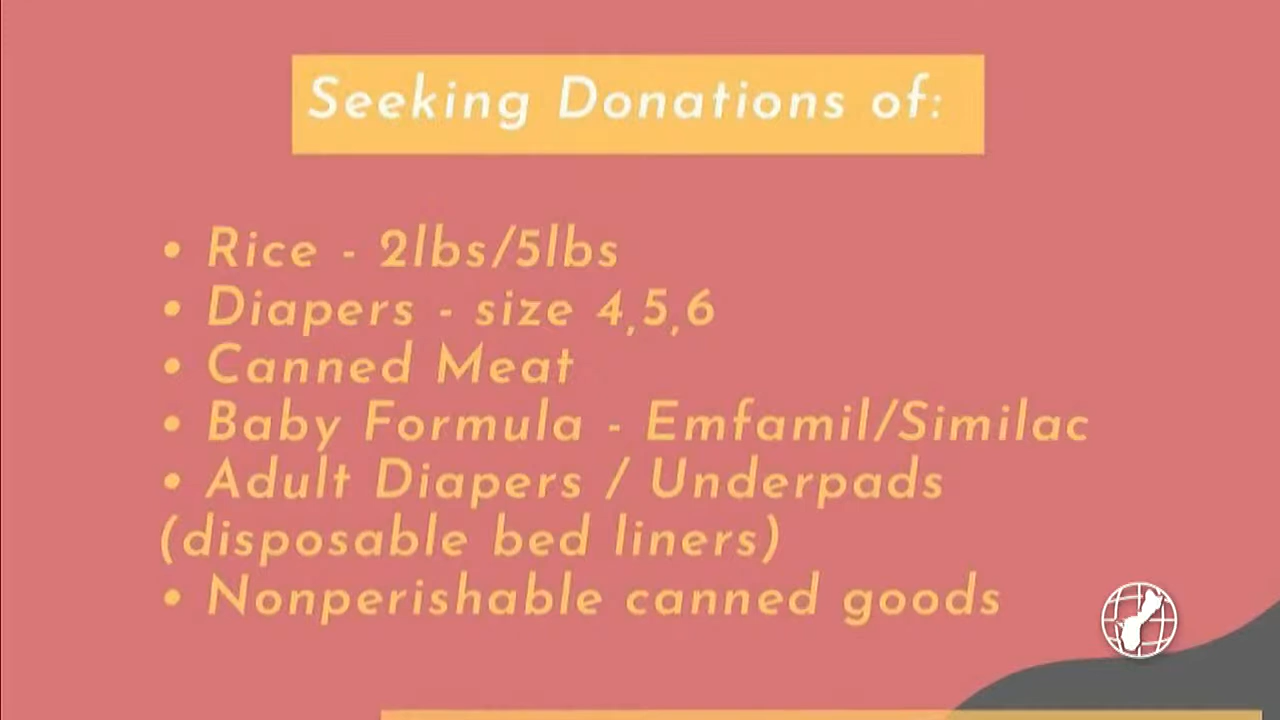 Seeking Donations of:
• Rice - 2lbs/5lbs
• Diapers - size 4,5,6
• Canned Meat
• Baby Formula - Emfamil/Similac
• Adult Diapers / Underpads
(disposable bed liners)
• Nonperishable canned goods